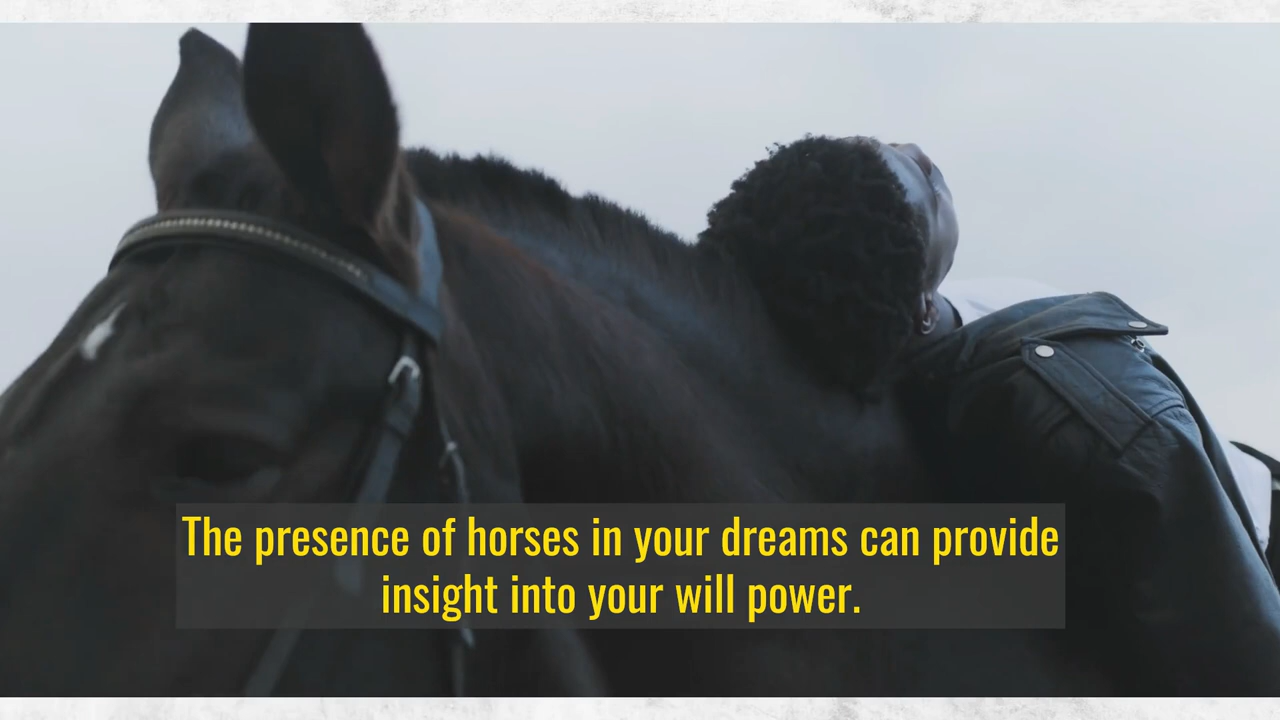 The presence of horses in your dreams can provide
insight into your will power.